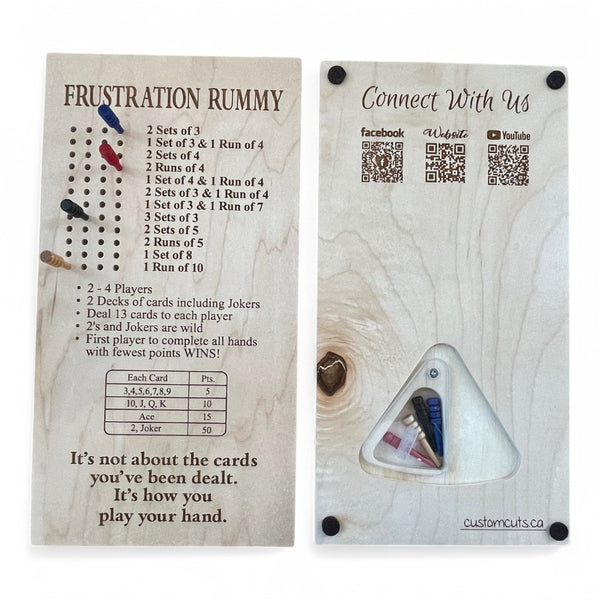 FRUSTRATION RUMMY
2 Sets of 3
1 Set of 3 & 1 Run of 4
2 Sets of 4
2 Runs of 4
1 Set of 4 & 1 Run of 4
2 Sets of 3 & 1 Run of 4
1 Set of 3 & 1 Run of 7
3 Sets of 3
2 Sets of 5
2 Runs of 5
1 Set of 8
1 Run of 10
• 2 - 4 Players
• 2 Decks of cards including Jokers
• Deal 13 cards to each player
• 2's and Jokers are wild
• First player to complete all hands
with fewest points WINS!
Each Card Pts.
3,4,5,6,7,8,9 5
10, J, Q, K 10
Ace 15
2, Joker 50
It's not about the cards
you've been dealt.
It's how you
play your hand.
Connect With Us
facebook Website YouTube
customcuts.ca